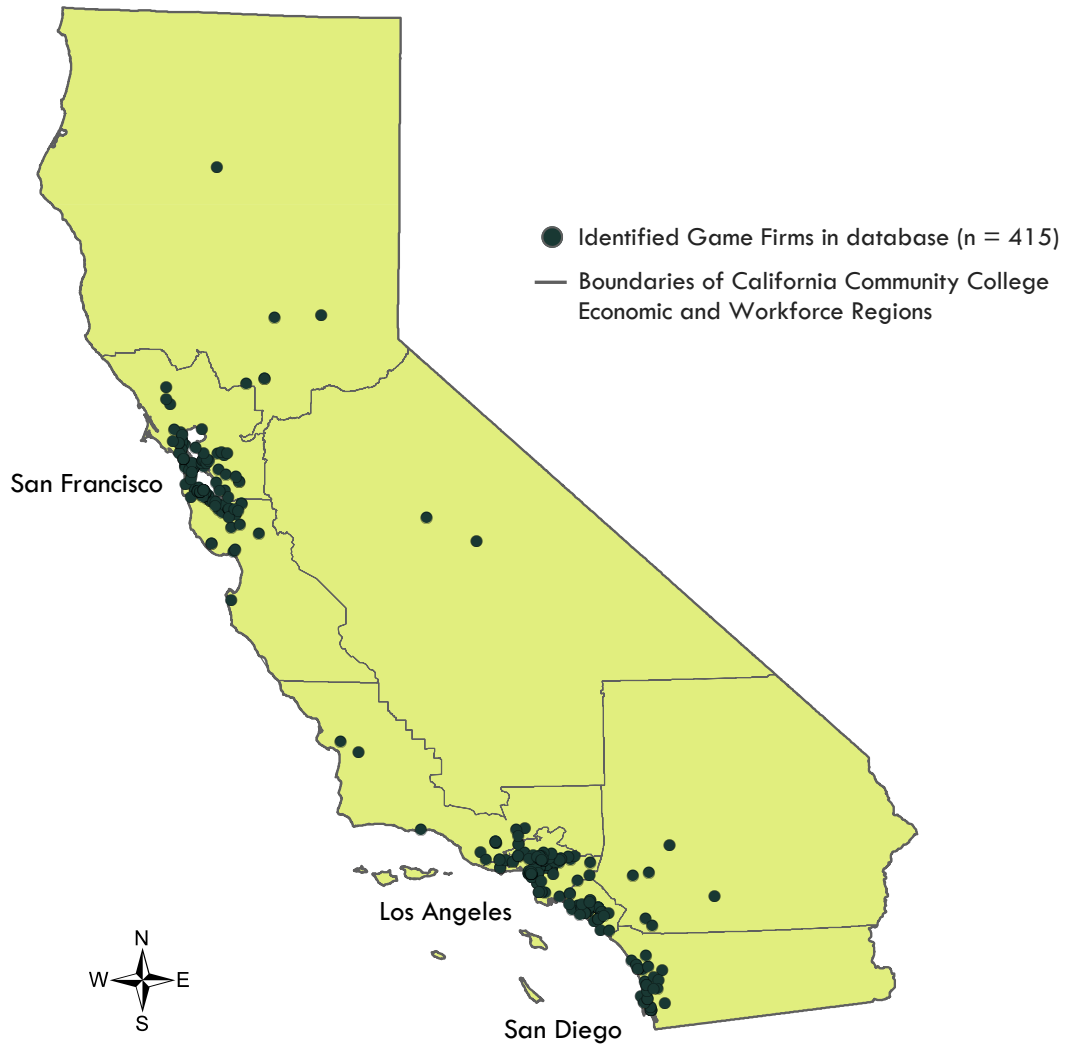 Identified Game Firms in database (n = 415)
Boundaries of California Community College
Economic and Workforce Regions
San Francisco
Los Angeles
N
W E
S
San Diego